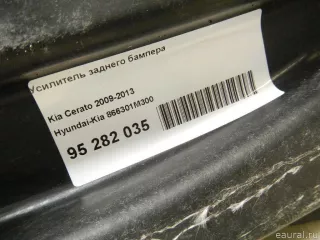 Усилитель заднего бампера
Kia Cerato 2009-2013
Hyundai-Kia 866301M300
95 282 035
eaural.ru